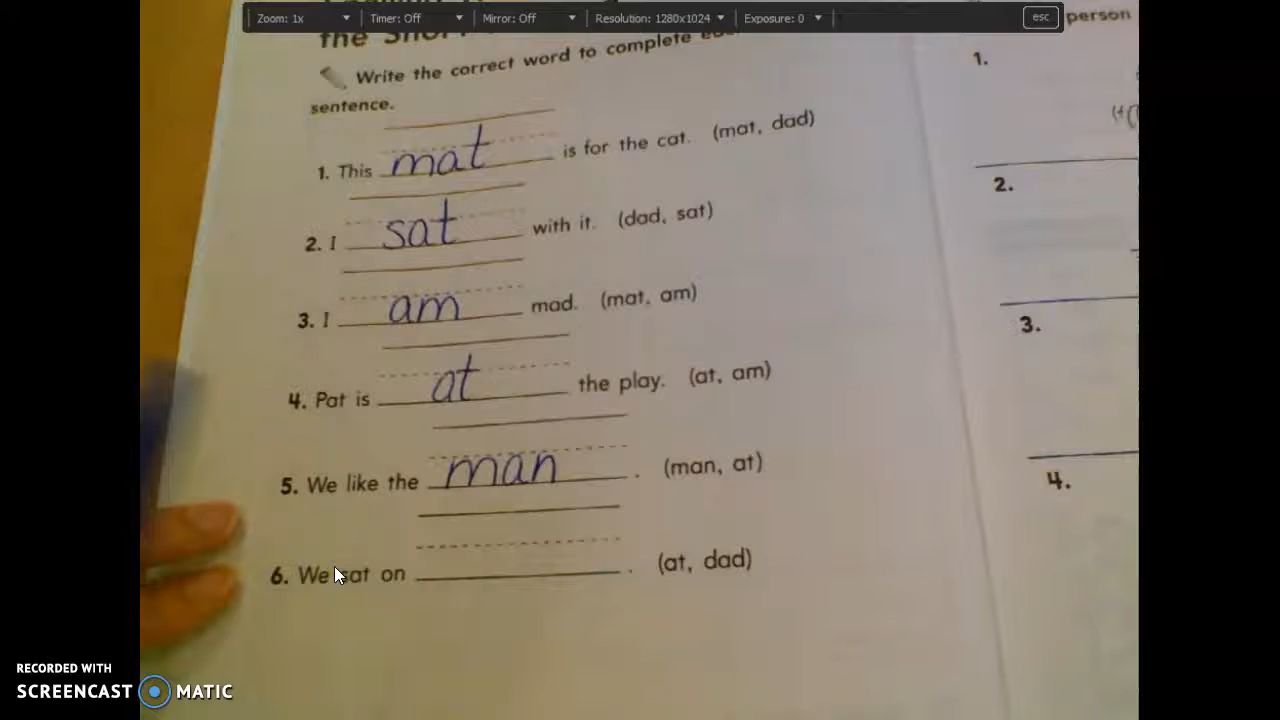 Zoom: 1x Timer: Off Mirror: Off Resolution: 1280x1024 Exposure: 0 esc
the
person
Write the correct word to complete
sentence.
1. This mat is for the cat. (mat, dad)
2. I sat with it. (dad, sat)
3. I am mad. (mat, am)
4. Pat is at the play. (at, am)
5. We like the man. (man, at)
6. We sat on . (at, dad)
1.
2.
3.
4.
RECORDED WITH
SCREENCAST MATIC